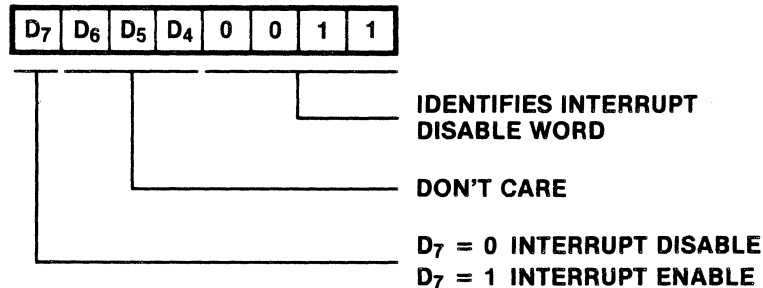 D7 D6 D5 D4 0 0 1 1
IDENTIFIES INTERRUPT
DISABLE WORD
DON'T CARE
D7 = 0 INTERRUPT DISABLE
D7 = 1 INTERRUPT ENABLE